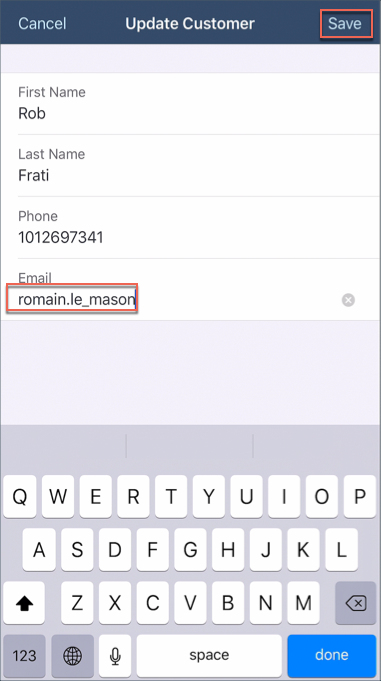 Cancel Update Customer Save
First Name
Rob
Last Name
Frati
Phone
1012697341
Email
romain.le_mason
Q W E R T Y U I O P
A S D F G H J K L
Z X C V B N M
123 space done